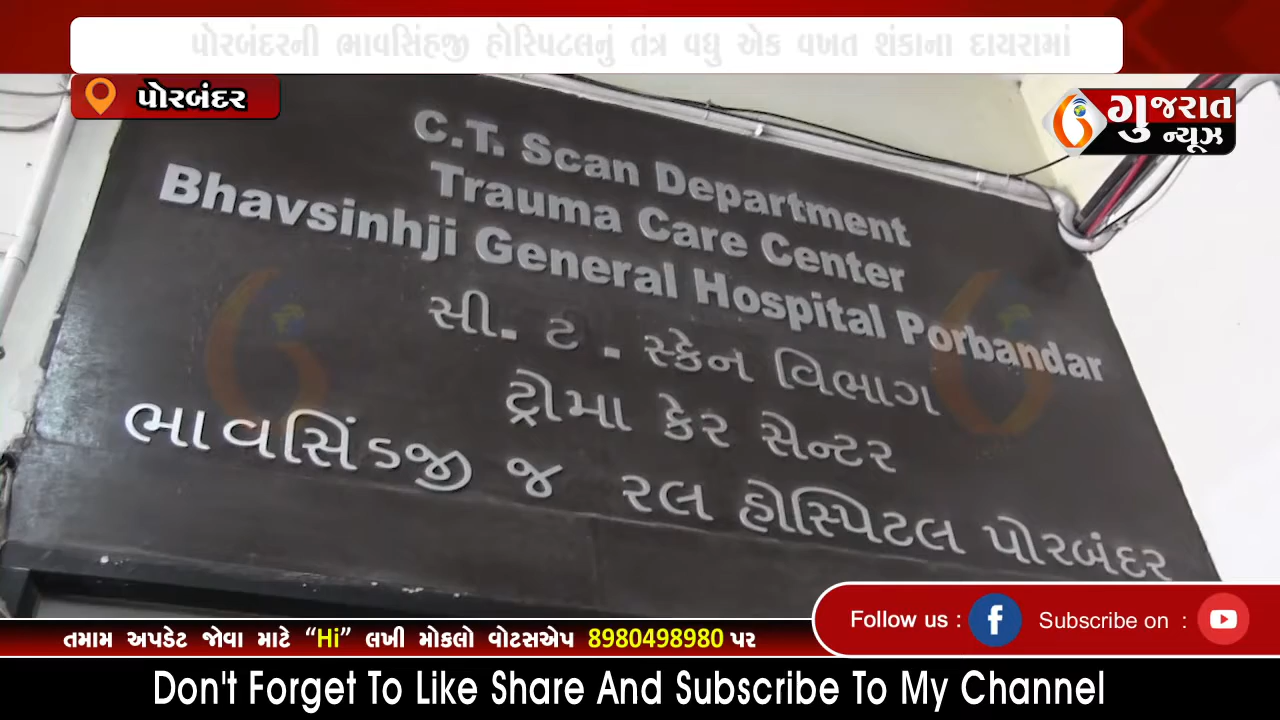 પોરબંદરની ભાવસિંહજી હોસ્પિટલનું તંત્ર વધુ એક વખત શંકાના દાયરામાં
પોરબંદર
ગુજરાત
ન્યૂઝ
C.T. Scan Department
Trauma Care Center
Bhavsinhji General Hospital Porbandar
સી. ટ . સ્કેન વિભાગ
ટ્રોમા કેર સેન્ટર
ભાવસિંડજી જ રલ હોસ્પિટલ પોરબંદર
Follow us :
Subscribe on :
તમામ અપડેટ જોવા માટે “Hi” લખી મોકલો વોટસએપ 8980498980 પર
Don't Forget To Like Share And Subscribe To My Channel